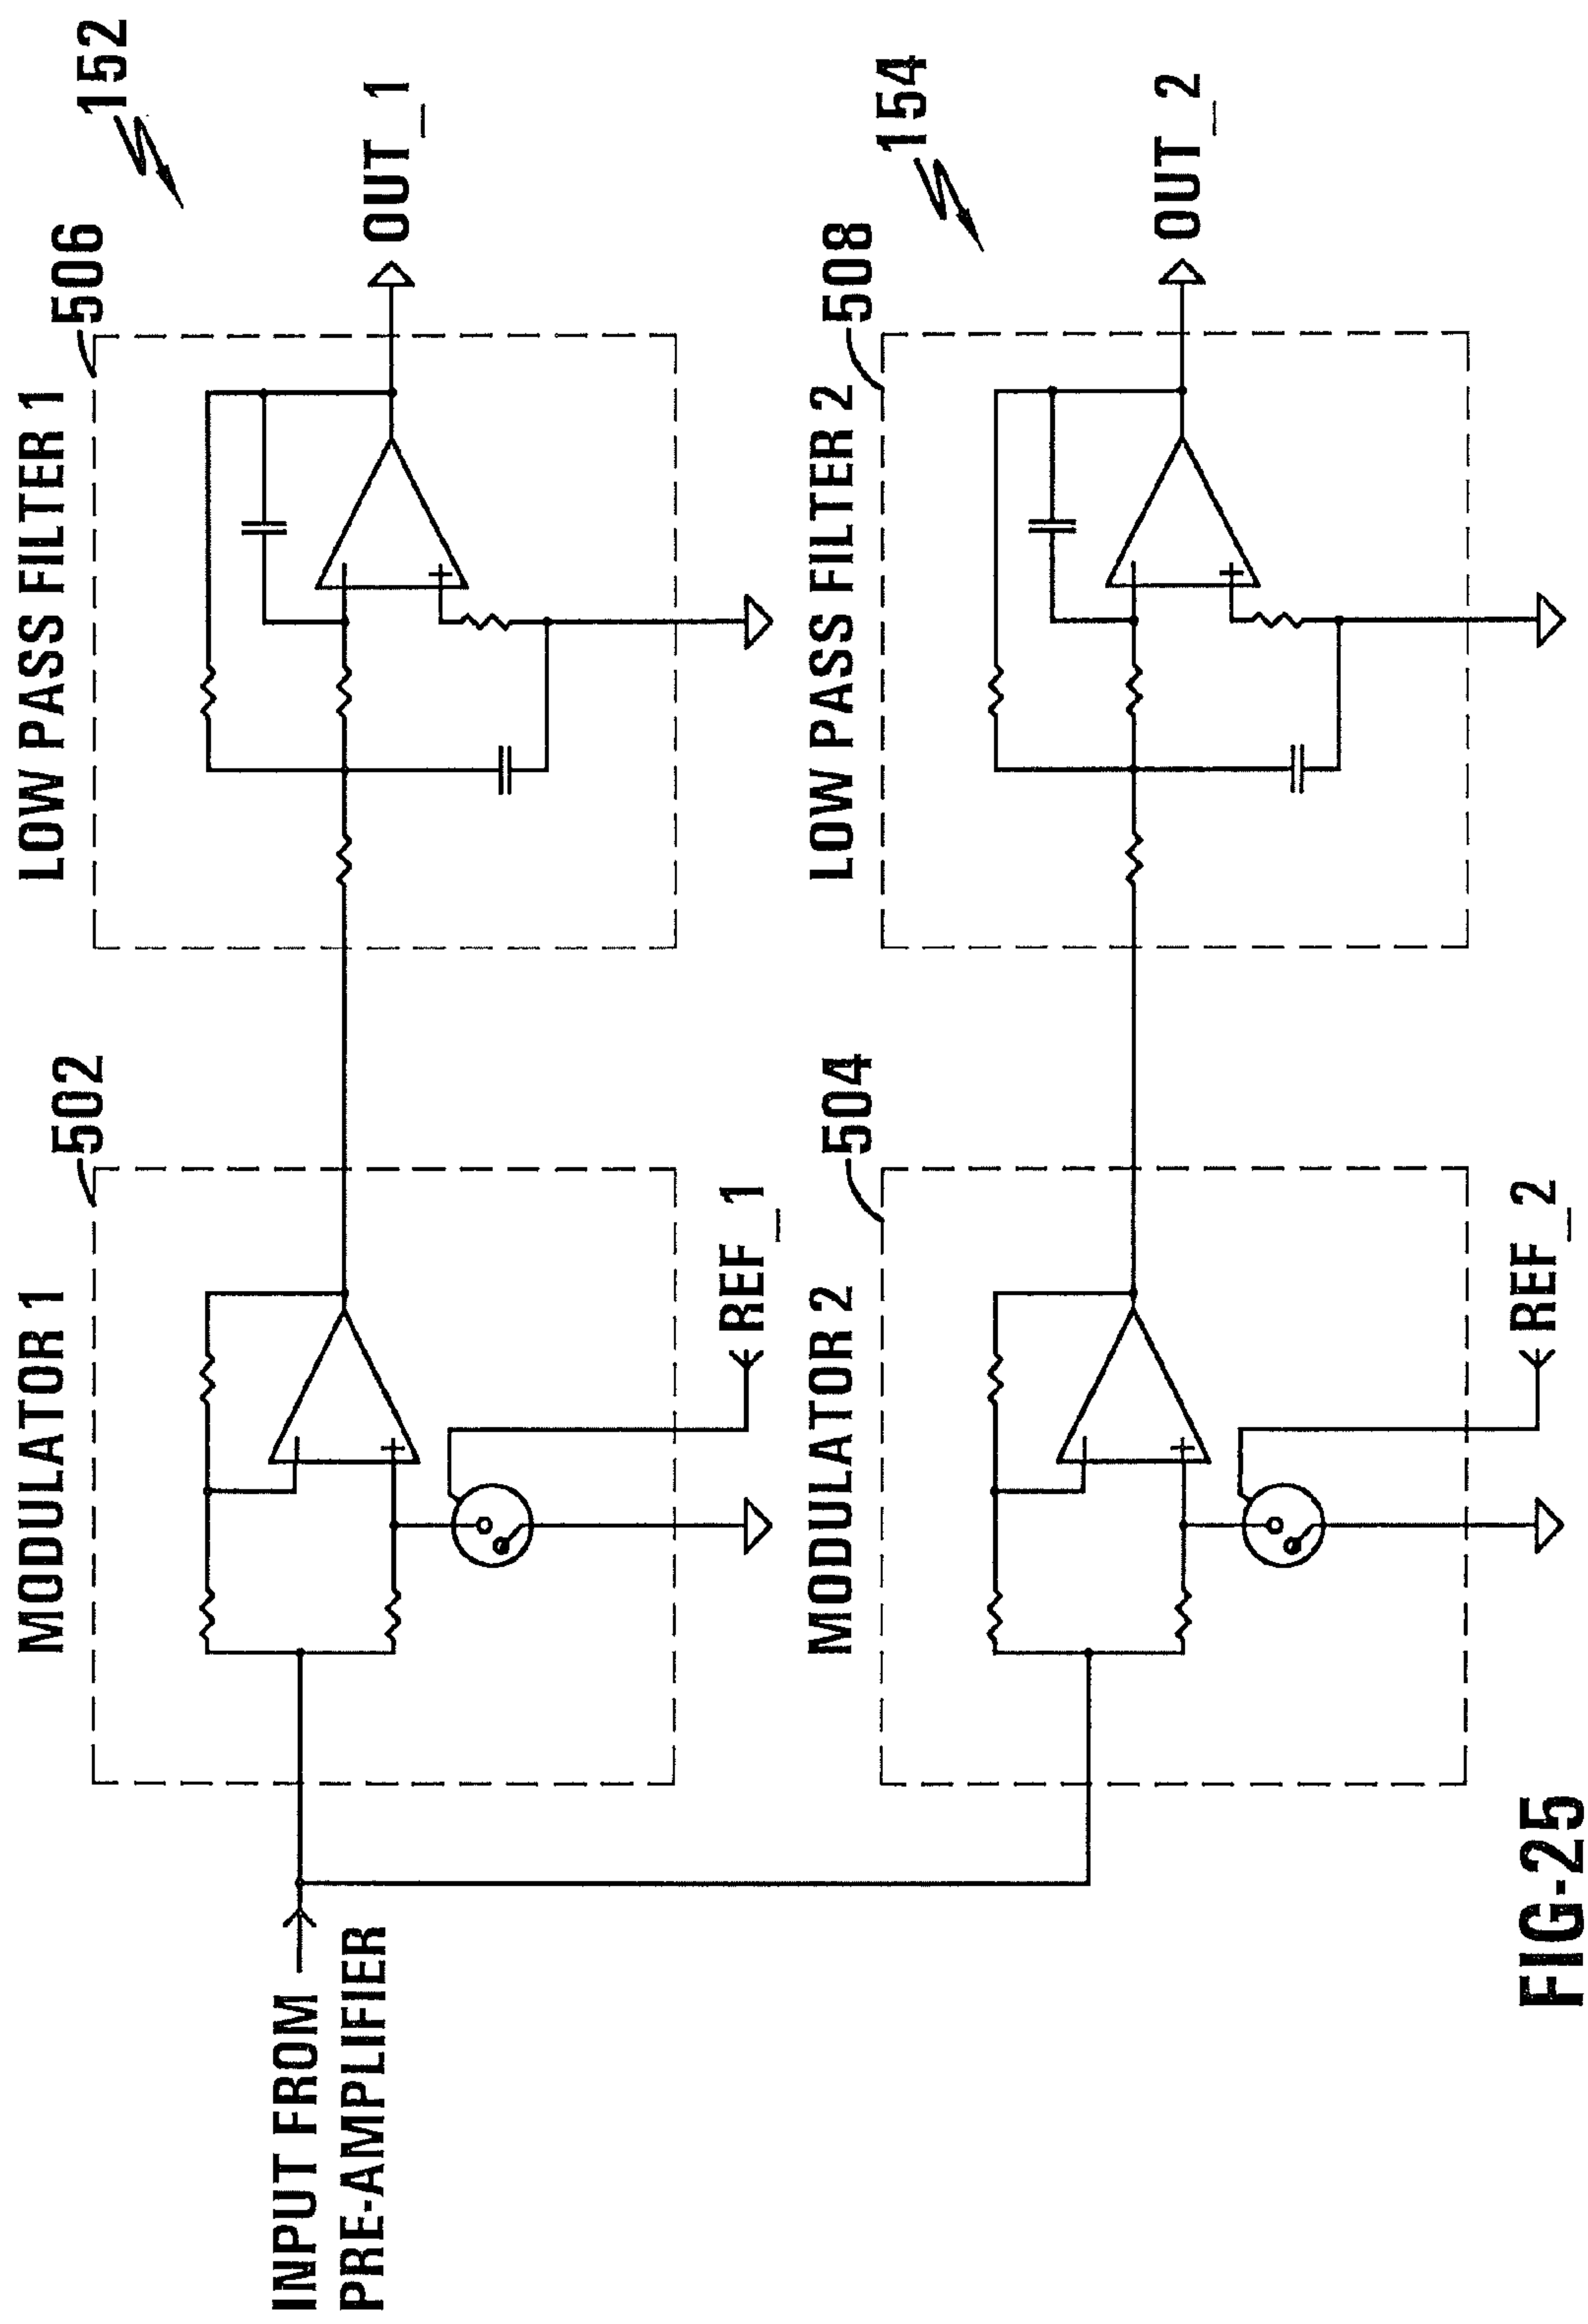 152
LOW PASS FILTER 1
506
OUT_1
MODULATOR 1
502
REF_1
INPUT FROM
PRE-AMPLIFIER
154
LOW PASS FILTER 2
508
OUT_2
MODULATOR 2
504
REF_2
-
+
-
+
-
+
-
+
FIG-25